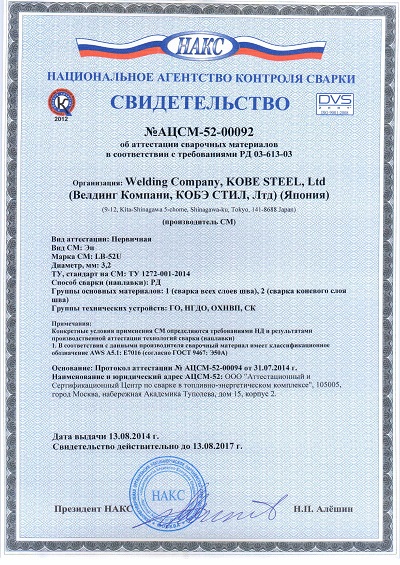 НАКС
НАЦИОНАЛЬНОЕ АГЕНТСТВО КОНТРОЛЯ СВАРКИ
СВИДЕТЕЛЬСТВО
2012
DVS
№АЦСМ-52-00092
об аттестации сварочных материалов
в соответствии с требованиями РД 03-613-03
Организация: Welding Company, KOBE STEEL, Ltd
(Велдинг Компани, КОБЭ СТИЛ, Лтд) (Япония)
(9-12, Kita-Shinagawa 5-chome, Shinagawa-ku, Tokyo, 141-8688 Japan)
(производитель СМ)
Вид аттестации: Первичная
Вид СМ: Эп
Марка СМ: LB-52U
Диаметр, мм: 3,2
ТУ, стандарт на СМ: ТУ 1272-001-2014
Способ сварки (наплавки): РД
Группы основных материалов: 1 (сварка всех слоев шва), 2 (сварка корневого слоя
шва)
Группы технических устройств: ГО, НГДО, ОХНВП, СК
Примечания:
Конкретные условия применения СМ определяются требованиями НД и результатами
производственной аттестации технологий сварки (наплавки)
1. В соответствии с данными производителя сварочный материал имеет классификационное
обозначение AWS A5.1: E7016 (согласно ГОСТ 9467: Э50А)
Основание: Протокол аттестации № АЦСМ-52-00094 от 31.07.2014 г.
Наименование и юридический адрес АЦСМ-52: ООО "Аттестационный и
Сертификационный Центр по сварке в топливно-энергетическом комплексе", 105005,
город Москва, набережная Академика Туполева, дом 15, корпус 2.
Дата выдачи 13.08.2014 г.
Свидетельство действительно до 13.08.2017 г.
НАКС
Президент НАКС
Н.П. Алёшин